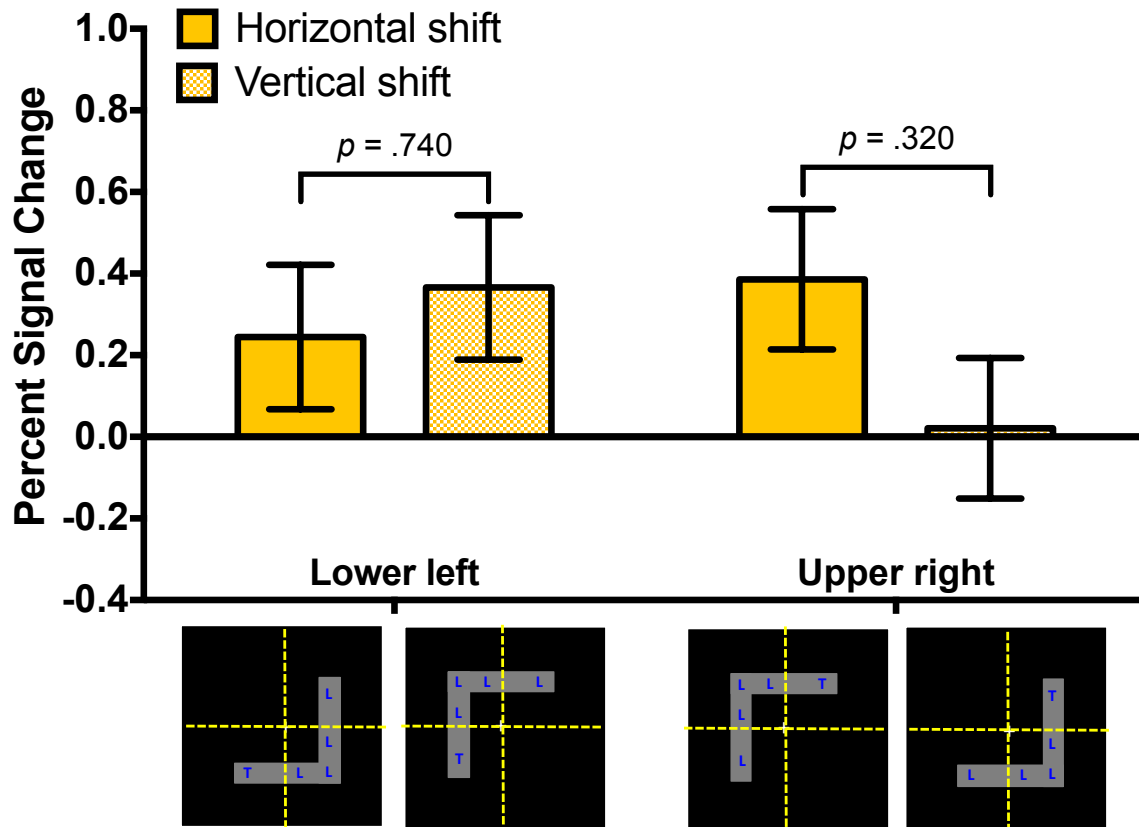 Percent Signal Change
1.0
0.8
0.6
0.4
0.2
0.0
-0.2
-0.4
Horizontal shift
Vertical shift
p = .740
p = .320
Lower left
Upper right
L
L
T L L
L L L
L
T
L L T
L
L
T
L
L L L